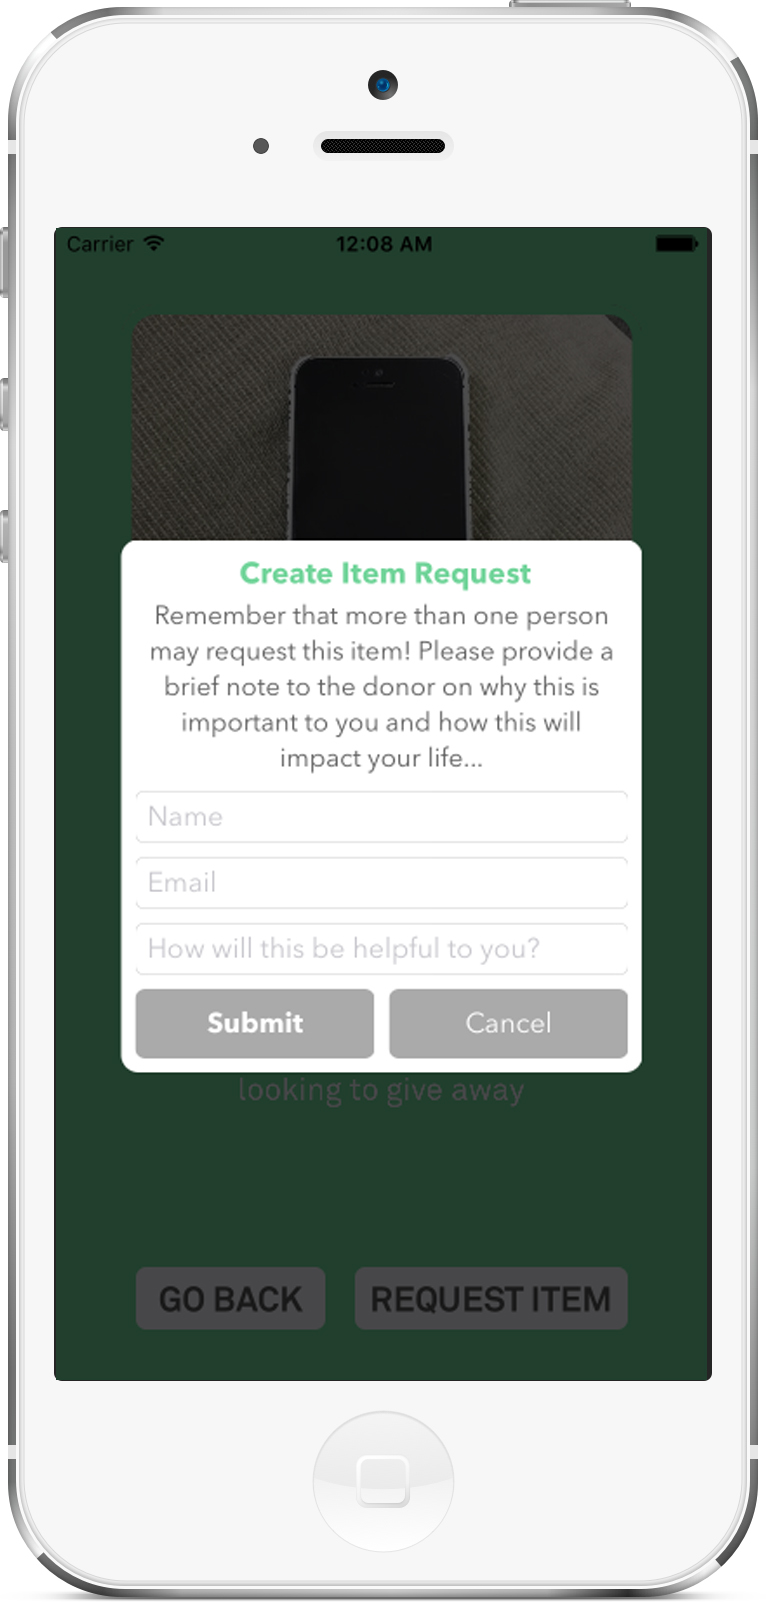 Carrier 12:08 AM
Create Item Request
Remember that more than one person
may request this item! Please provide a
brief note to the donor on why this is
important to you and how this will
impact your life...
Name
Email
How will this be helpful to you?
Submit Cancel
looking to give away
GO BACK REQUEST ITEM